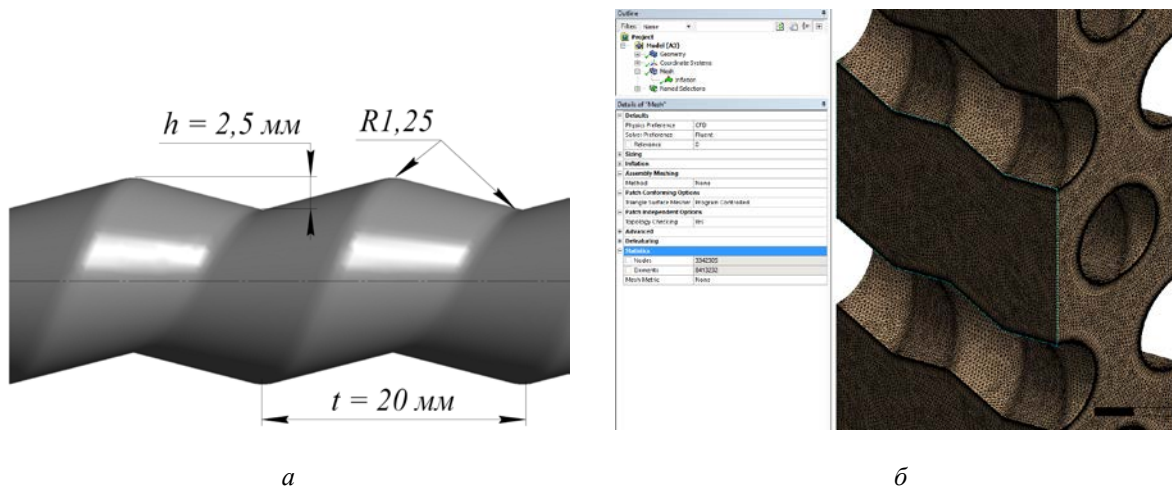 h = 2,5 мм
R1,25
t = 20 мм
а
Outline
Filter: Name
Project
Model (A3)
Geometry
Coordinate Systems
Mesh
Inflation
Named Selections
Details of "Mesh"
Defaults
Physics Preference CFD
Solver Preference Fluent
Relevance 0
Sizing
Inflation
Assembly Meshing
Method None
Patch Conforming Options
Triangle Surface Mesher Program Controlled
Patch Independent Options
Topology Checking Yes
Advanced
Defeaturing
Statistics
Nodes
Elements
Mesh Metric None
б